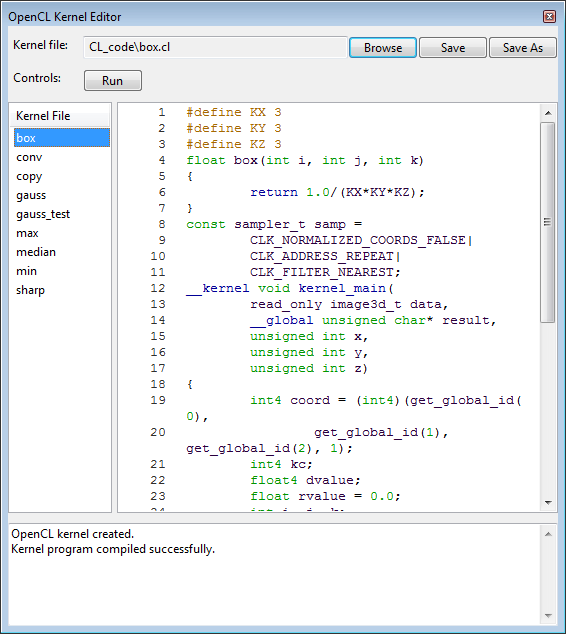 OpenCL Kernel Editor
Kernel file: CL_code\box.cl Browse Save Save As
Controls: Run
Kernel File
box
conv
copy
gauss
gauss_test
max
median
min
sharp
1 #define KX 3
2 #define KY 3
3 #define KZ 3
4 float box(int i, int j, int k)
5 {
6 return 1.0/(KX*KY*KZ);
7 }
8 const sampler_t samp =
9 CLK_NORMALIZED_COORDS_FALSE|
10 CLK_ADDRESS_REPEAT|
11 CLK_FILTER_NEAREST;
12 __kernel void kernel_main(
13 read_only image3d_t data,
14 __global unsigned char* result,
15 unsigned int x,
16 unsigned int y,
17 unsigned int z)
18 {
19 int4 coord = (int4)(get_global_id(
0),
20 get_global_id(1),
get_global_id(2), 1);
21 int4 kc;
22 float4 dvalue;
23 float rvalue = 0.0;
24 int i, j, k;
OpenCL kernel created.
Kernel program compiled successfully.